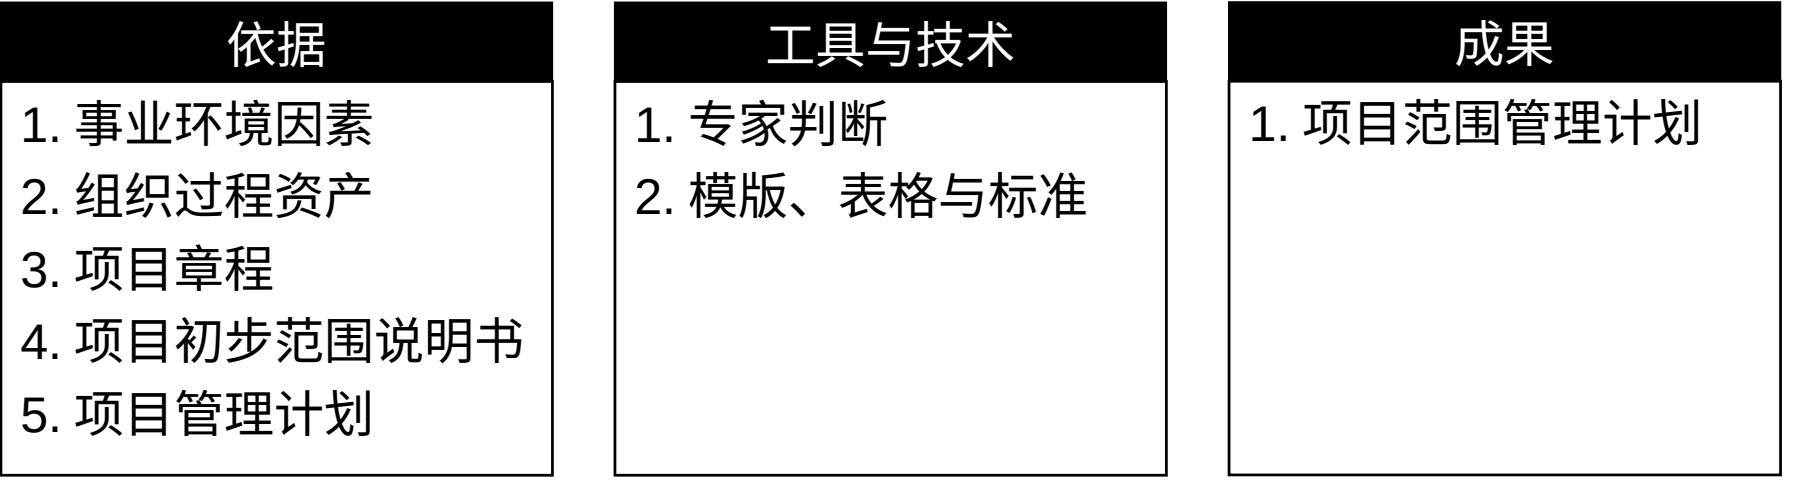 依据
1. 事业环境因素
2. 组织过程资产
3. 项目章程
4. 项目初步范围说明书
5. 项目管理计划
工具与技术
1. 专家判断
2. 模版、表格与标准
成果
1. 项目范围管理计划